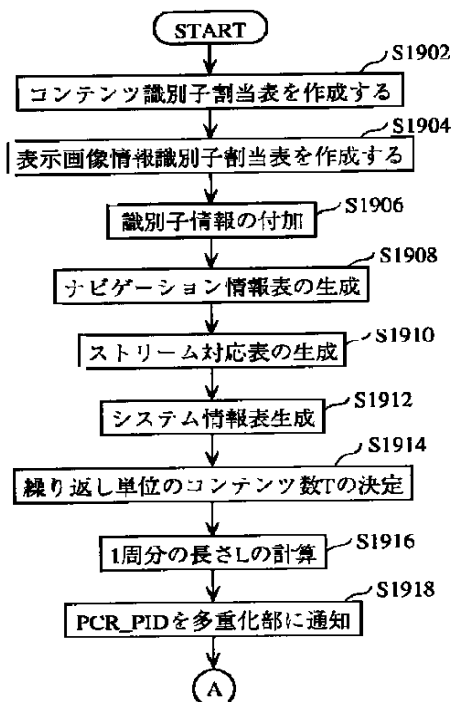 START
S1902
コンテンツ識別子割当表を作成する
S1904
表示画像情報識別子割当表を作成する
S1906
識別子情報の付加
S1908
ナビゲーション情報表の生成
S1910
ストリーム対応表の生成
S1912
システム情報表生成
S1914
繰り返し単位のコンテンツ数Tの決定
S1916
1周分の長さLの計算
S1918
PCR_PIDを多重化部に通知
A